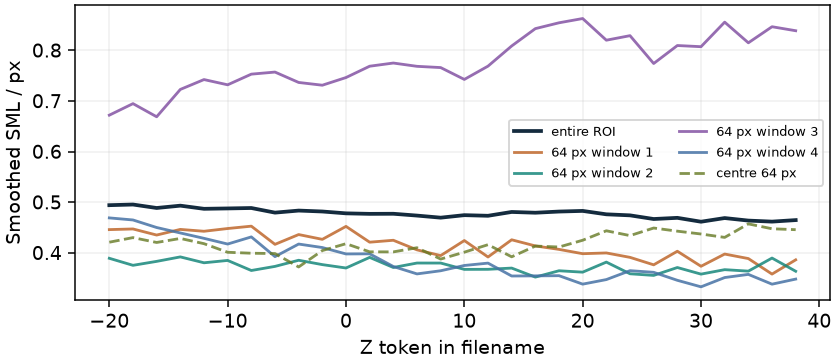 Smoothed SML / px
0.8
0.7
0.6
0.5
0.4
entire ROI
64 px window 1
64 px window 2
64 px window 3
64 px window 4
centre 64 px
−20
−10
0
10
20
30
40
Z token in filename